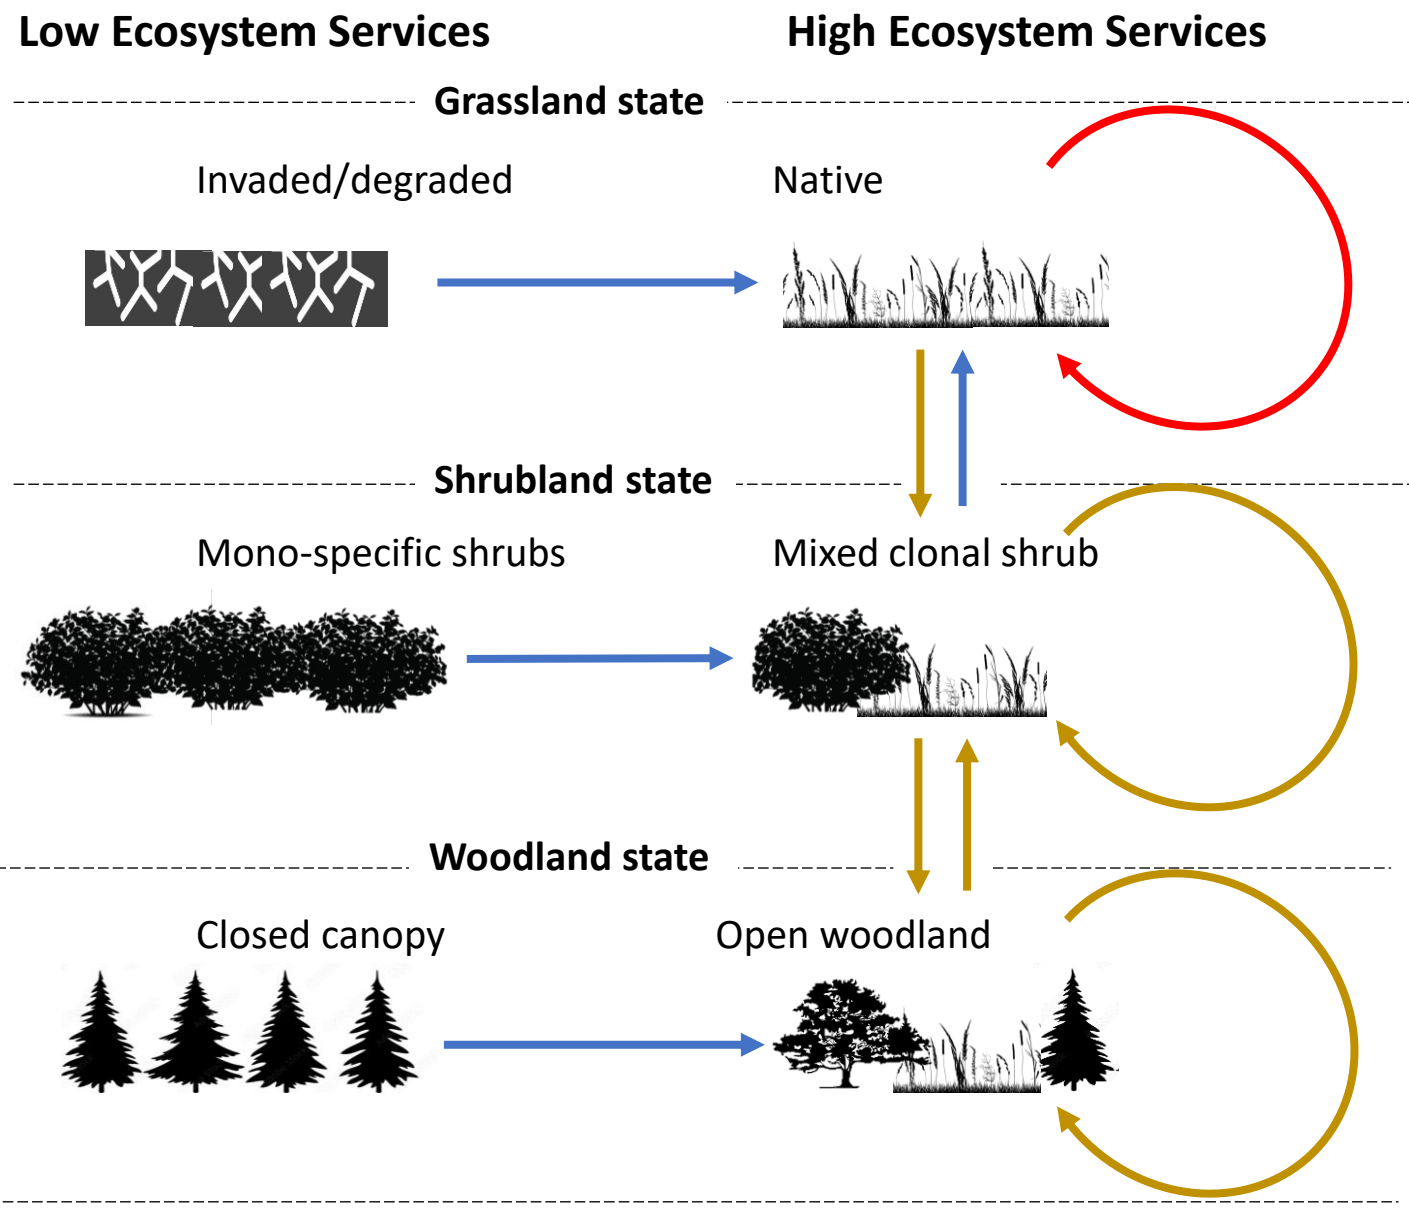 Low Ecosystem Services
High Ecosystem Services
Grassland state
Invaded/degraded
Native
Shrubland state
Mono-specific shrubs
Mixed clonal shrub
Woodland state
Closed canopy
Open woodland